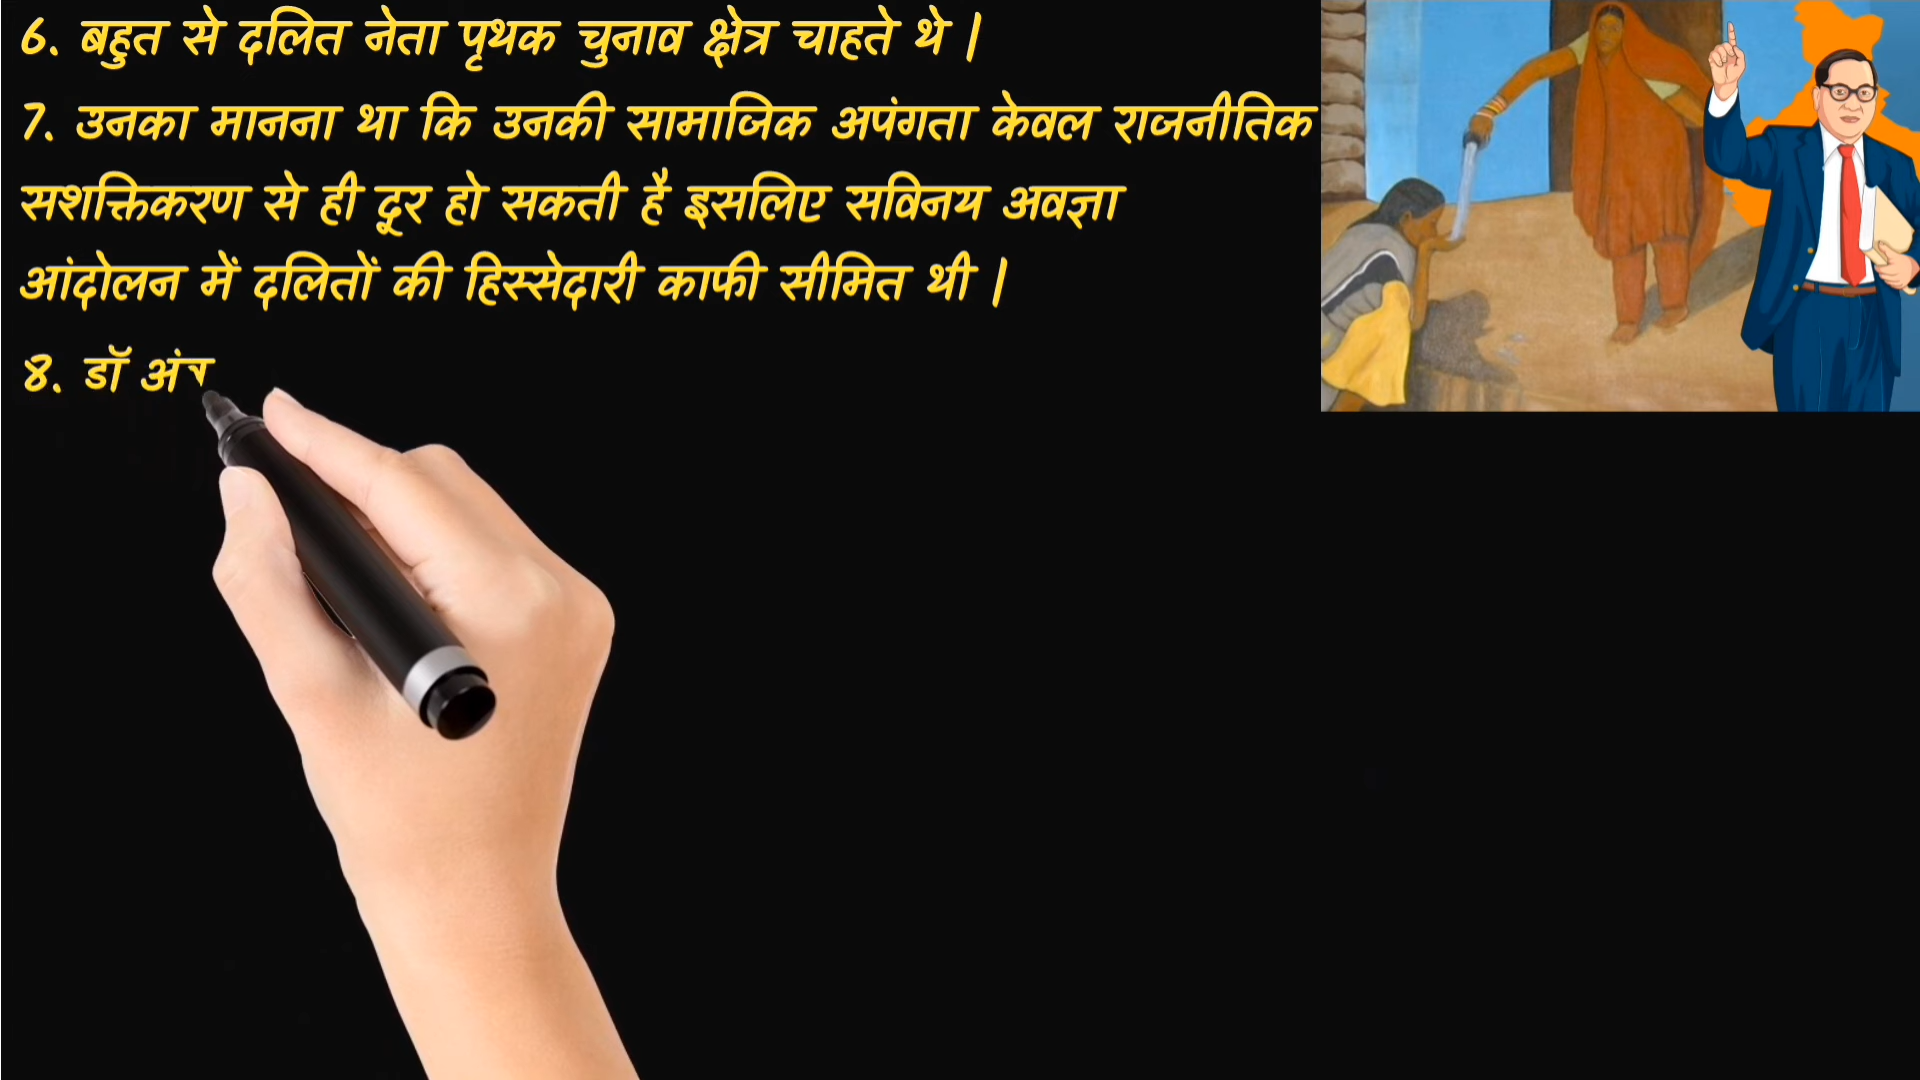 6. बहुत से दलित नेता पृथक चुनाव क्षेत्र चाहते थे |
7. उनका मानना था कि उनकी सामाजिक अपंगता केवल राजनीतिक
सशक्तिकरण से ही दूर हो सकती है इसलिए सविनय अवज्ञा
आंदोलन में दलितों की हिस्सेदारी काफी सीमित थी |
8. डॉ